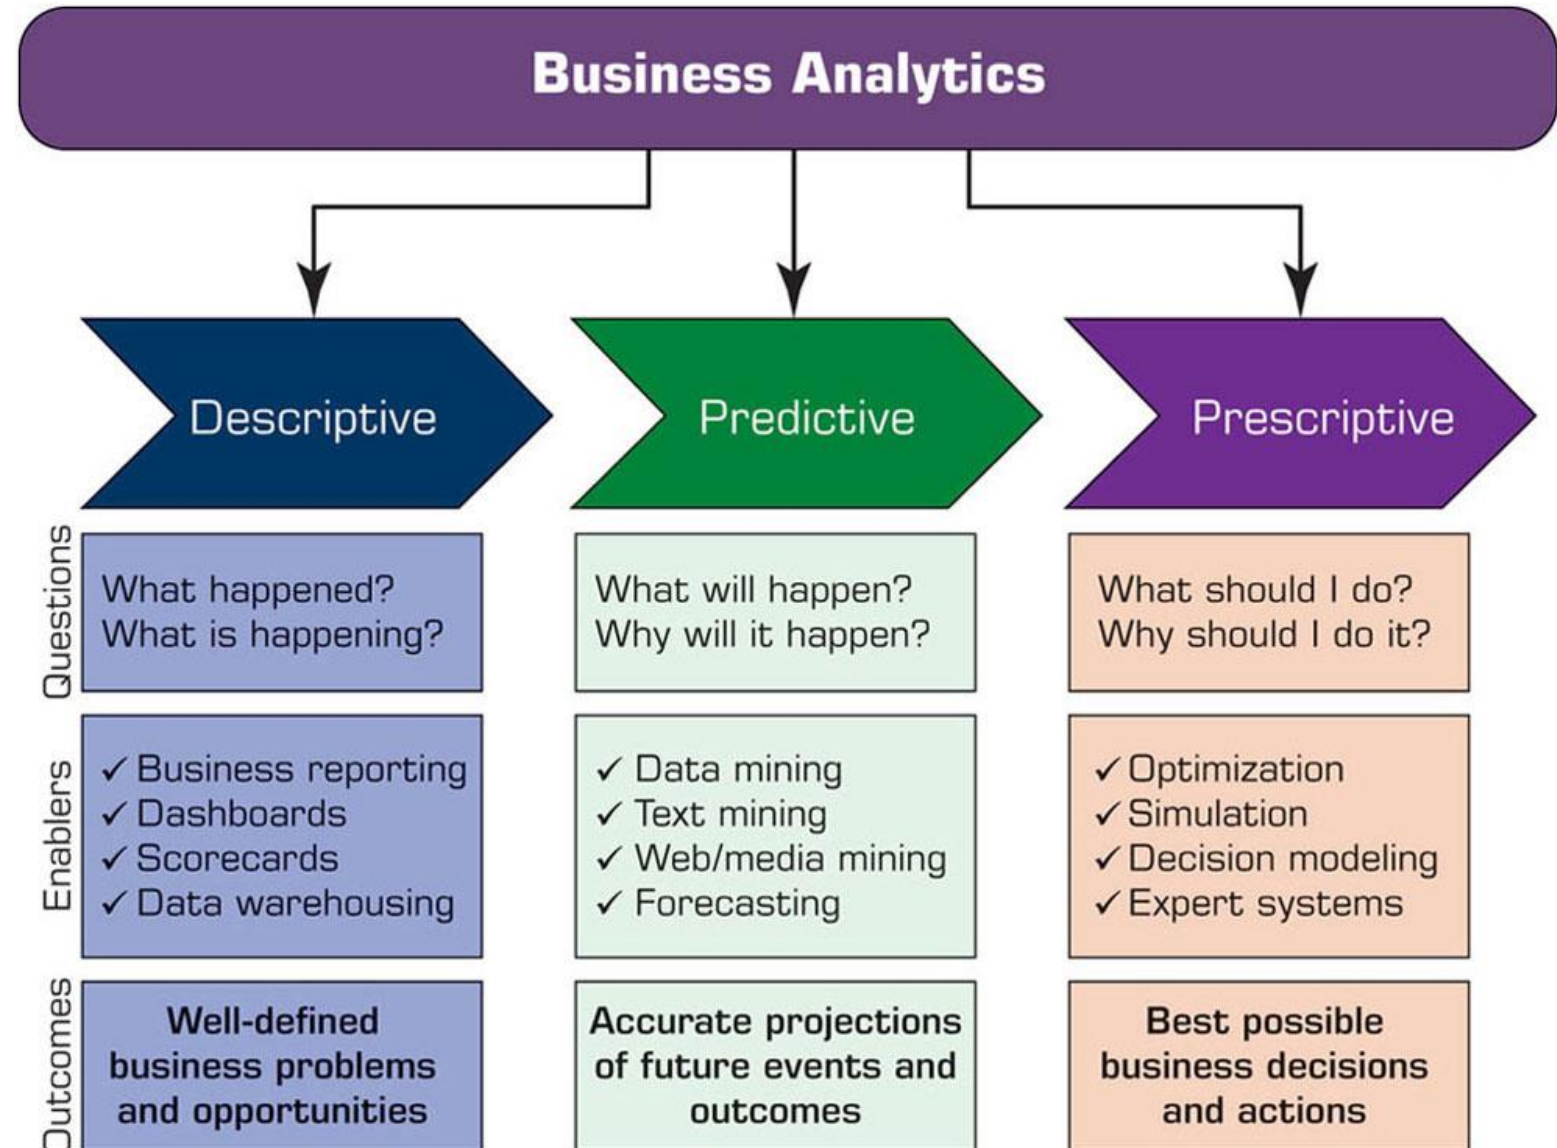 Business Analytics
Descriptive
Predictive
Prescriptive
Questions
What happened?
What is happening?
What will happen?
Why will it happen?
What should I do?
Why should I do it?
Enablers
✓ Business reporting
✓ Dashboards
✓ Scorecards
✓ Data warehousing
✓ Data mining
✓ Text mining
✓ Web/media mining
✓ Forecasting
✓ Optimization
✓ Simulation
✓ Decision modeling
✓ Expert systems
Outcomes
Well-defined
business problems
and opportunities
Accurate projections
of future events and
outcomes
Best possible
business decisions
and actions